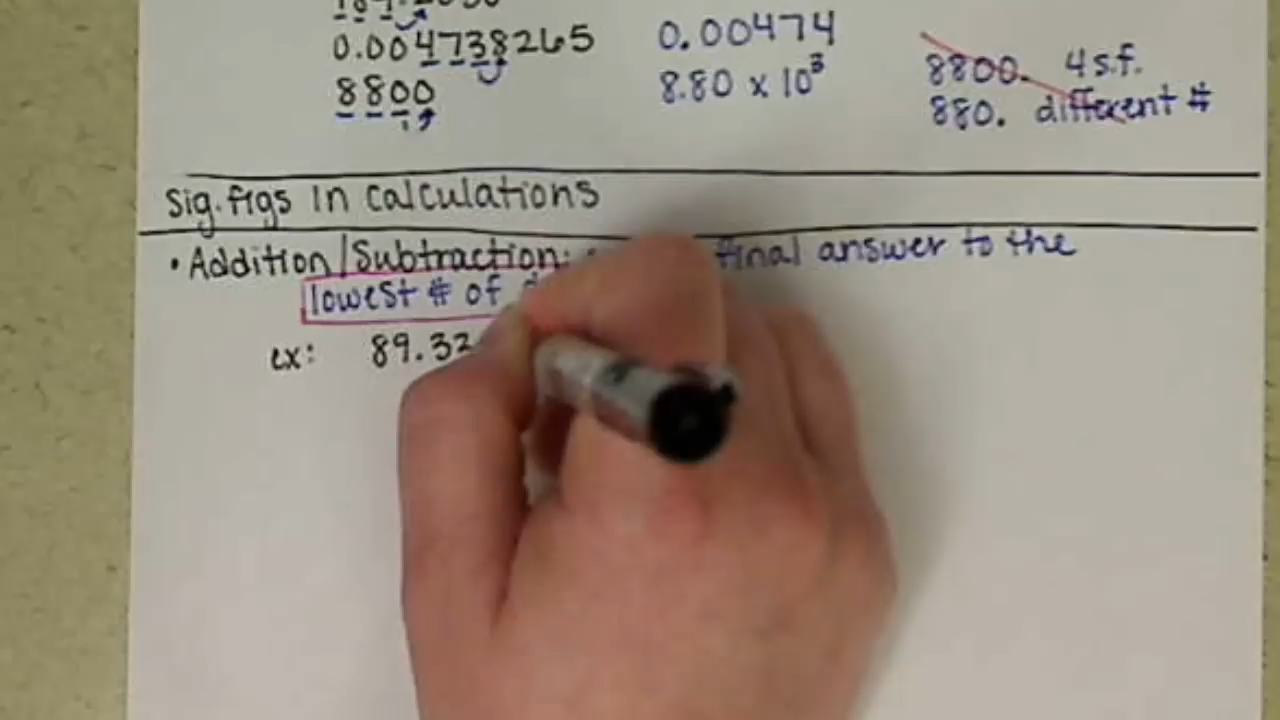 0.004738265 0.00474
8800 8.80 x 10³
8800. 4 s.f.
880. different #
Sig. figs in Calculations
• Addition/Subtraction: final answer to the
lowest # of
ex: 89.32